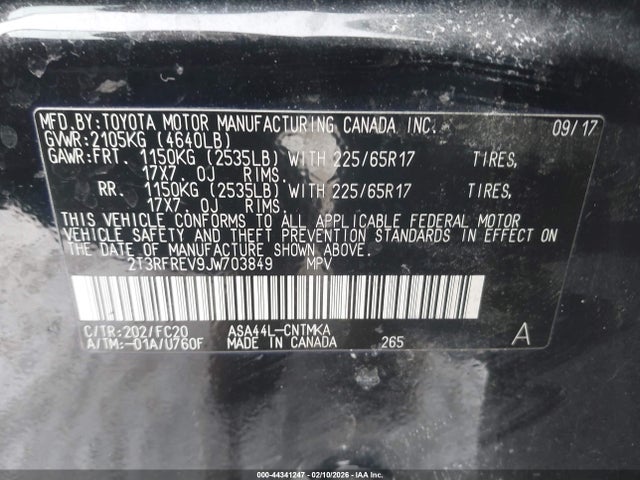 MFD. BY: TOYOTA MOTOR MANUFACTURING CANADA INC. 09/17
GVWR: 2105KG (4640LB)
GAWR: FRT. 1150KG (2535LB) WITH 225/65R17 TIRES,
17X7.0J RIMS.
RR. 1150KG (2535LB) WITH 225/65R17 TIRES,
17X7.0J RIMS.
THIS VEHICLE CONFORMS TO ALL APPLICABLE FEDERAL MOTOR
VEHICLE SAFETY AND THEFT PREVENTION STANDARDS IN EFFECT ON
THE DATE OF MANUFACTURE SHOWN ABOVE.
2T3RFREV9JW703849 MPV
C/TR: 202/FC20 ASA44L-CNTMKA
A/TM: -01A/U760F MADE IN CANADA 265 A
000-44341247 - 02/10/2026 - IAA Inc.